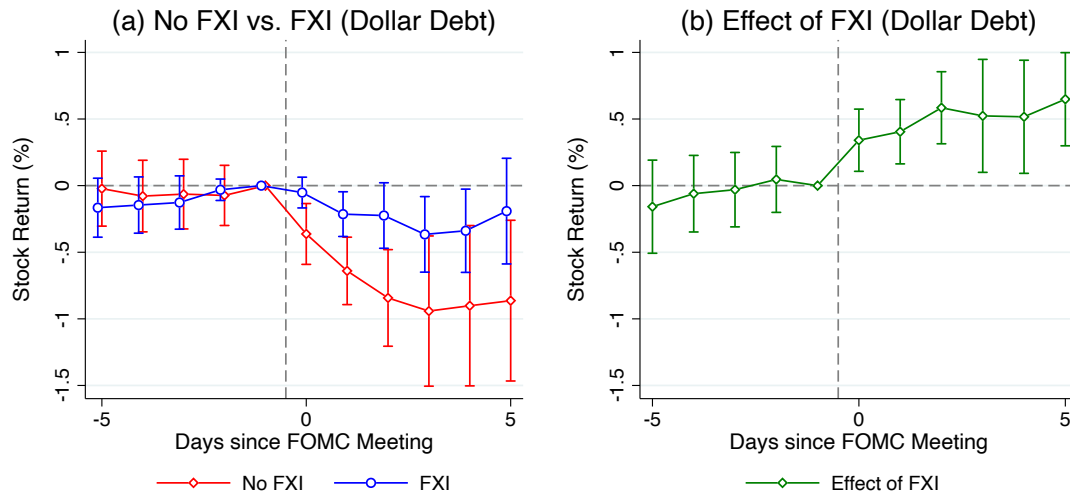 (a) No FXI vs. FXI (Dollar Debt)
Stock Return (%)
1
.5
0
-.5
-1
-1.5
-5
0
5
Days since FOMC Meeting
No FXI
FXI
(b) Effect of FXI (Dollar Debt)
Stock Return (%)
1
.5
0
-.5
-1
-1.5
-5
0
5
Days since FOMC Meeting
Effect of FXI